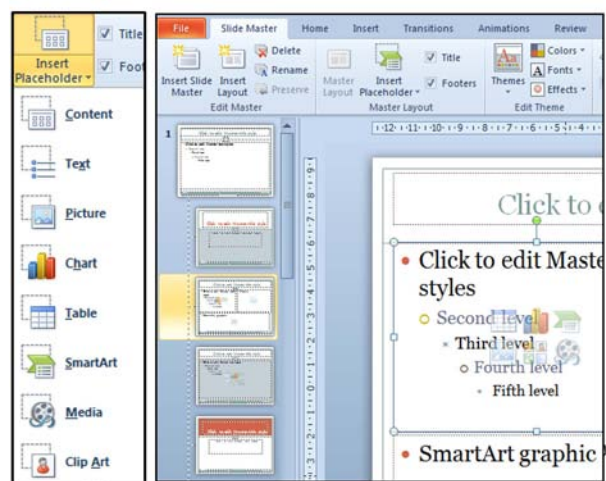 Insert
Placeholder
Title
Foot
Content
Text
Picture
Chart
Table
SmartArt
Media
Clip Art
File Slide Master Home Insert Transitions Animations Review
Insert Slide Master
Insert Layout
Delete
Rename
Preserve
Edit Master
Master Layout
Insert Placeholder
Title
Footers
Master Layout
Themes
Colors
Fonts
Effects
Edit Theme
1
Click to e
Click to edit Maste
styles
Second level
Third level
Fourth level
Fifth level
SmartArt graphic